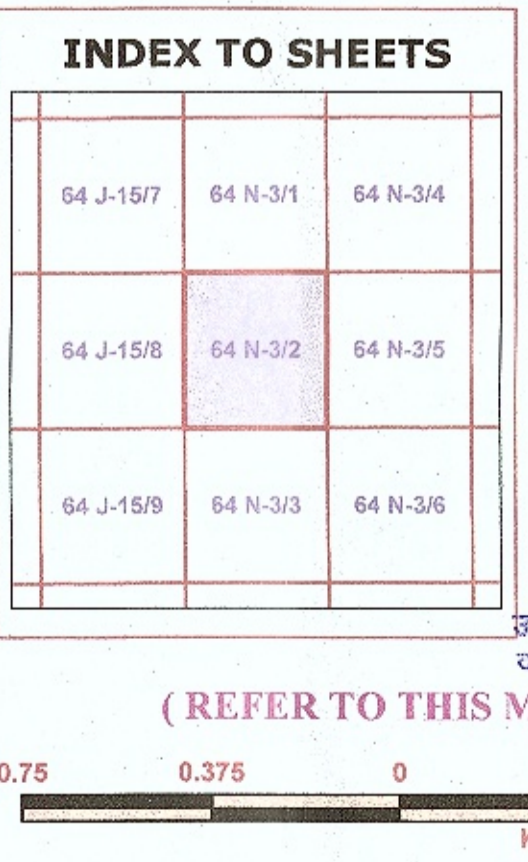 INDEX TO SHEETS
64 J-15/7 64 N-3/1 64 N-3/4
64 J-15/8 64 N-3/2 64 N-3/5
64 J-15/9 64 N-3/3 64 N-3/6
( REFER TO THIS M
0.75 0.375 0